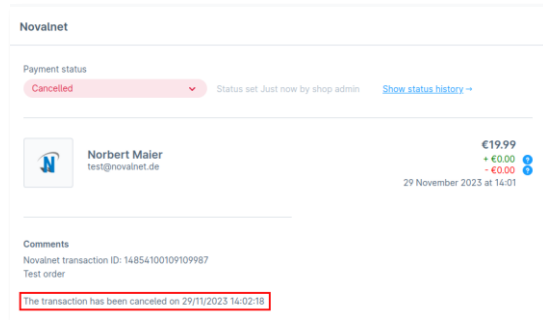 Novalnet
Payment status
Cancelled
Status set Just now by shop admin
Show status history →
Norbert Maier
test@novalnet.de
€19.99
+ €0.00 ?
- €0.00 ?
29 November 2023 at 14:01
Comments
Novalnet transaction ID: 14854100109109987
Test order
The transaction has been canceled on 29/11/2023 14:02:18